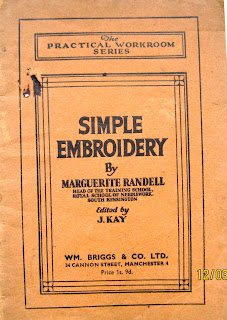 The
PRACTICAL WORKROOM
SERIES
SIMPLE
EMBROIDERY
By
MARGUERITE RANDELL
HEAD OF THE TRAINING SCHOOL,
ROYAL SCHOOL OF NEEDLEWORK,
SOUTH KENSINGTON
Edited by
J. KAY
WM. BRIGGS & CO. LTD.
34 CANNON STREET, MANCHESTER 4
Price 1s. 9d.